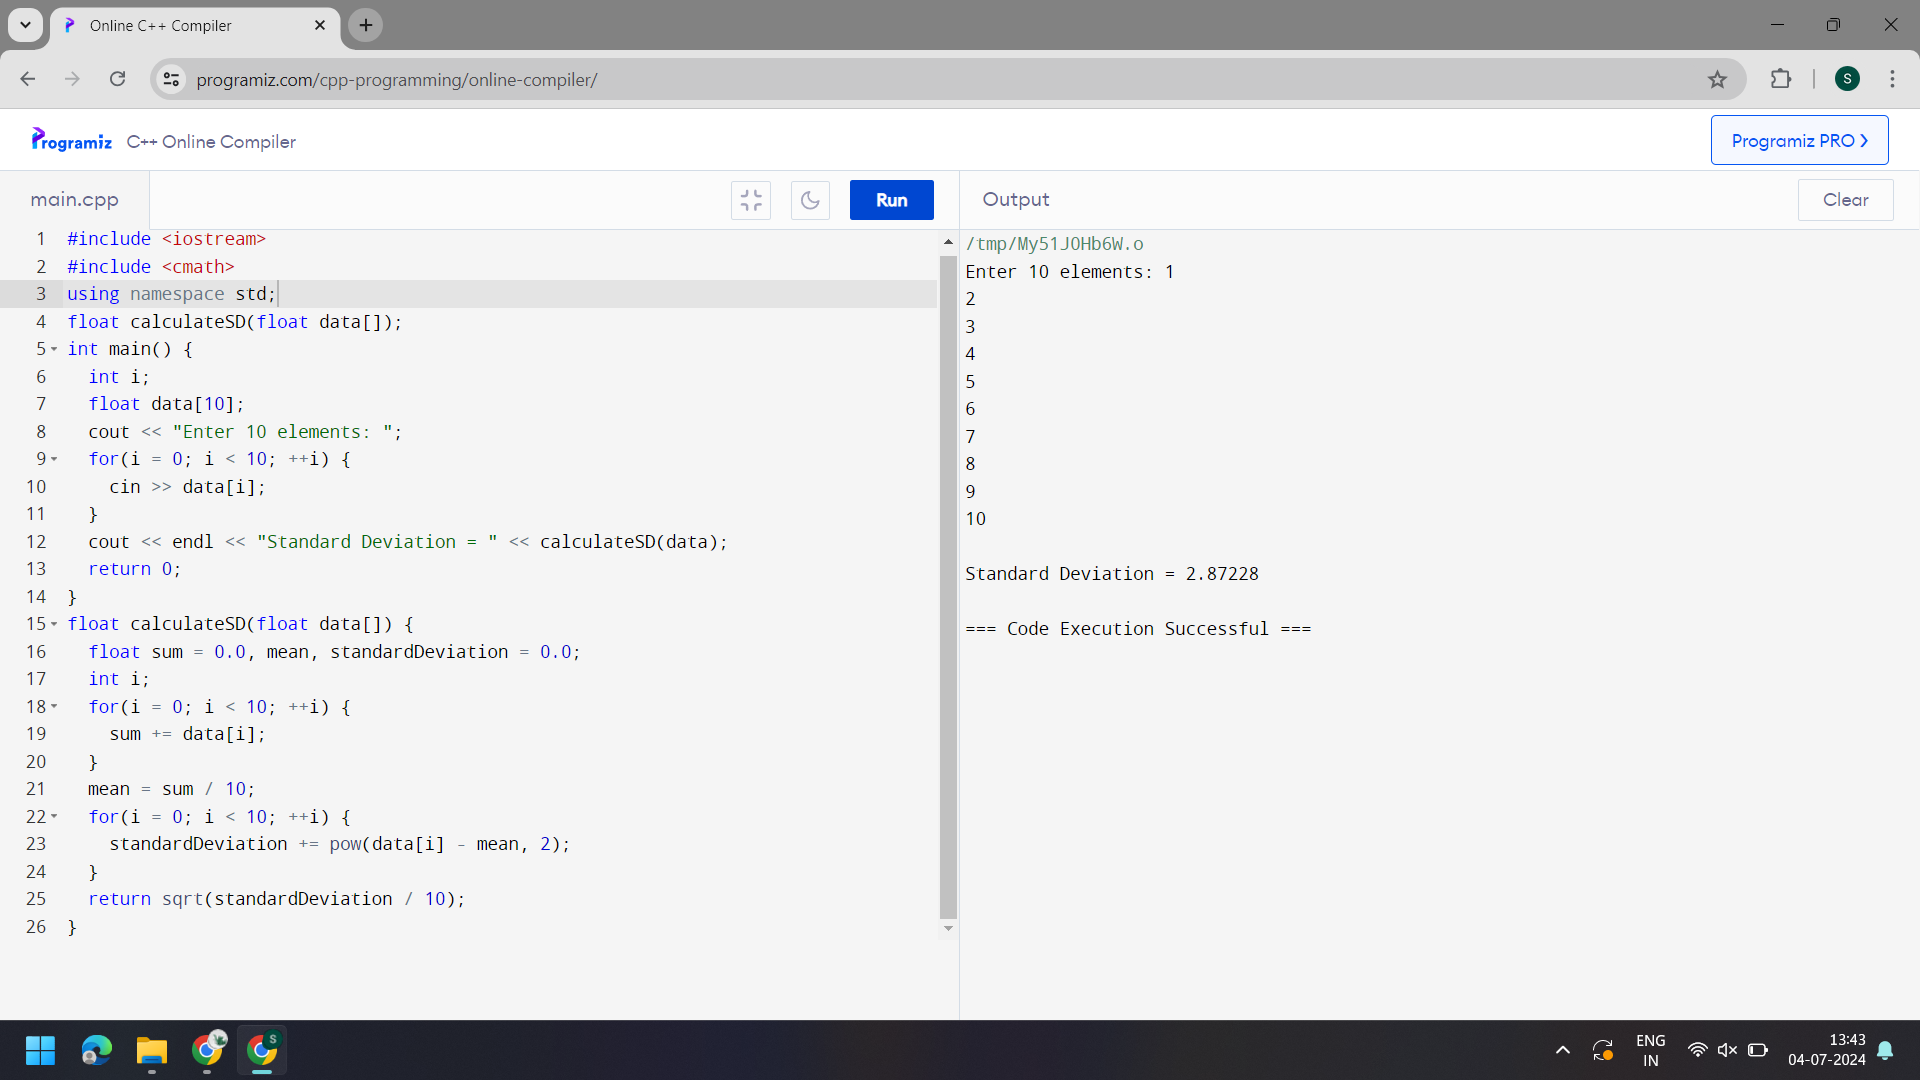 Online C++ Compiler
programiz.com/cpp-programming/online-compiler/
S
Programiz C++ Online Compiler
Programiz PRO
main.cpp
Run
Output
Clear
1 #include <iostream>
2 #include <cmath>
3 using namespace std;
4 float calculateSD(float data[]);
5 int main() {
6 int i;
7 float data[10];
8 cout << "Enter 10 elements: ";
9 for(i = 0; i < 10; ++i) {
10 cin >> data[i];
11 }
12 cout << endl << "Standard Deviation = " << calculateSD(data);
13 return 0;
14 }
15 float calculateSD(float data[]) {
16 float sum = 0.0, mean, standardDeviation = 0.0;
17 int i;
18 for(i = 0; i < 10; ++i) {
19 sum += data[i];
20 }
21 mean = sum / 10;
22 for(i = 0; i < 10; ++i) {
23 standardDeviation += pow(data[i] - mean, 2);
24 }
25 return sqrt(standardDeviation / 10);
26 }
/tmp/My51JOHb6W.o
Enter 10 elements: 1
2
3
4
5
6
7
8
9
10
Standard Deviation = 2.87228
=== Code Execution Successful ===
S
ENG
IN
13:43
04-07-2024